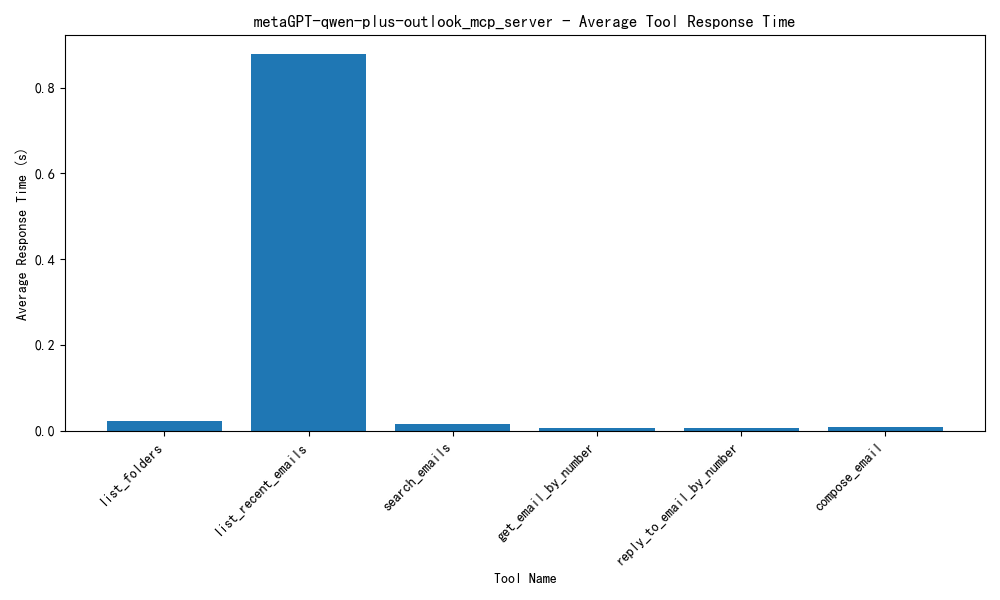 metaGPT-qwen-plus-outlook_mcp_server - Average Tool Response Time
Average Response Time (s)
0.8
0.6
0.4
0.2
0.0
list_folders
list_recent_emails
search_emails
get_email_by_number
reply_to_email_by_number
compose_email
Tool Name